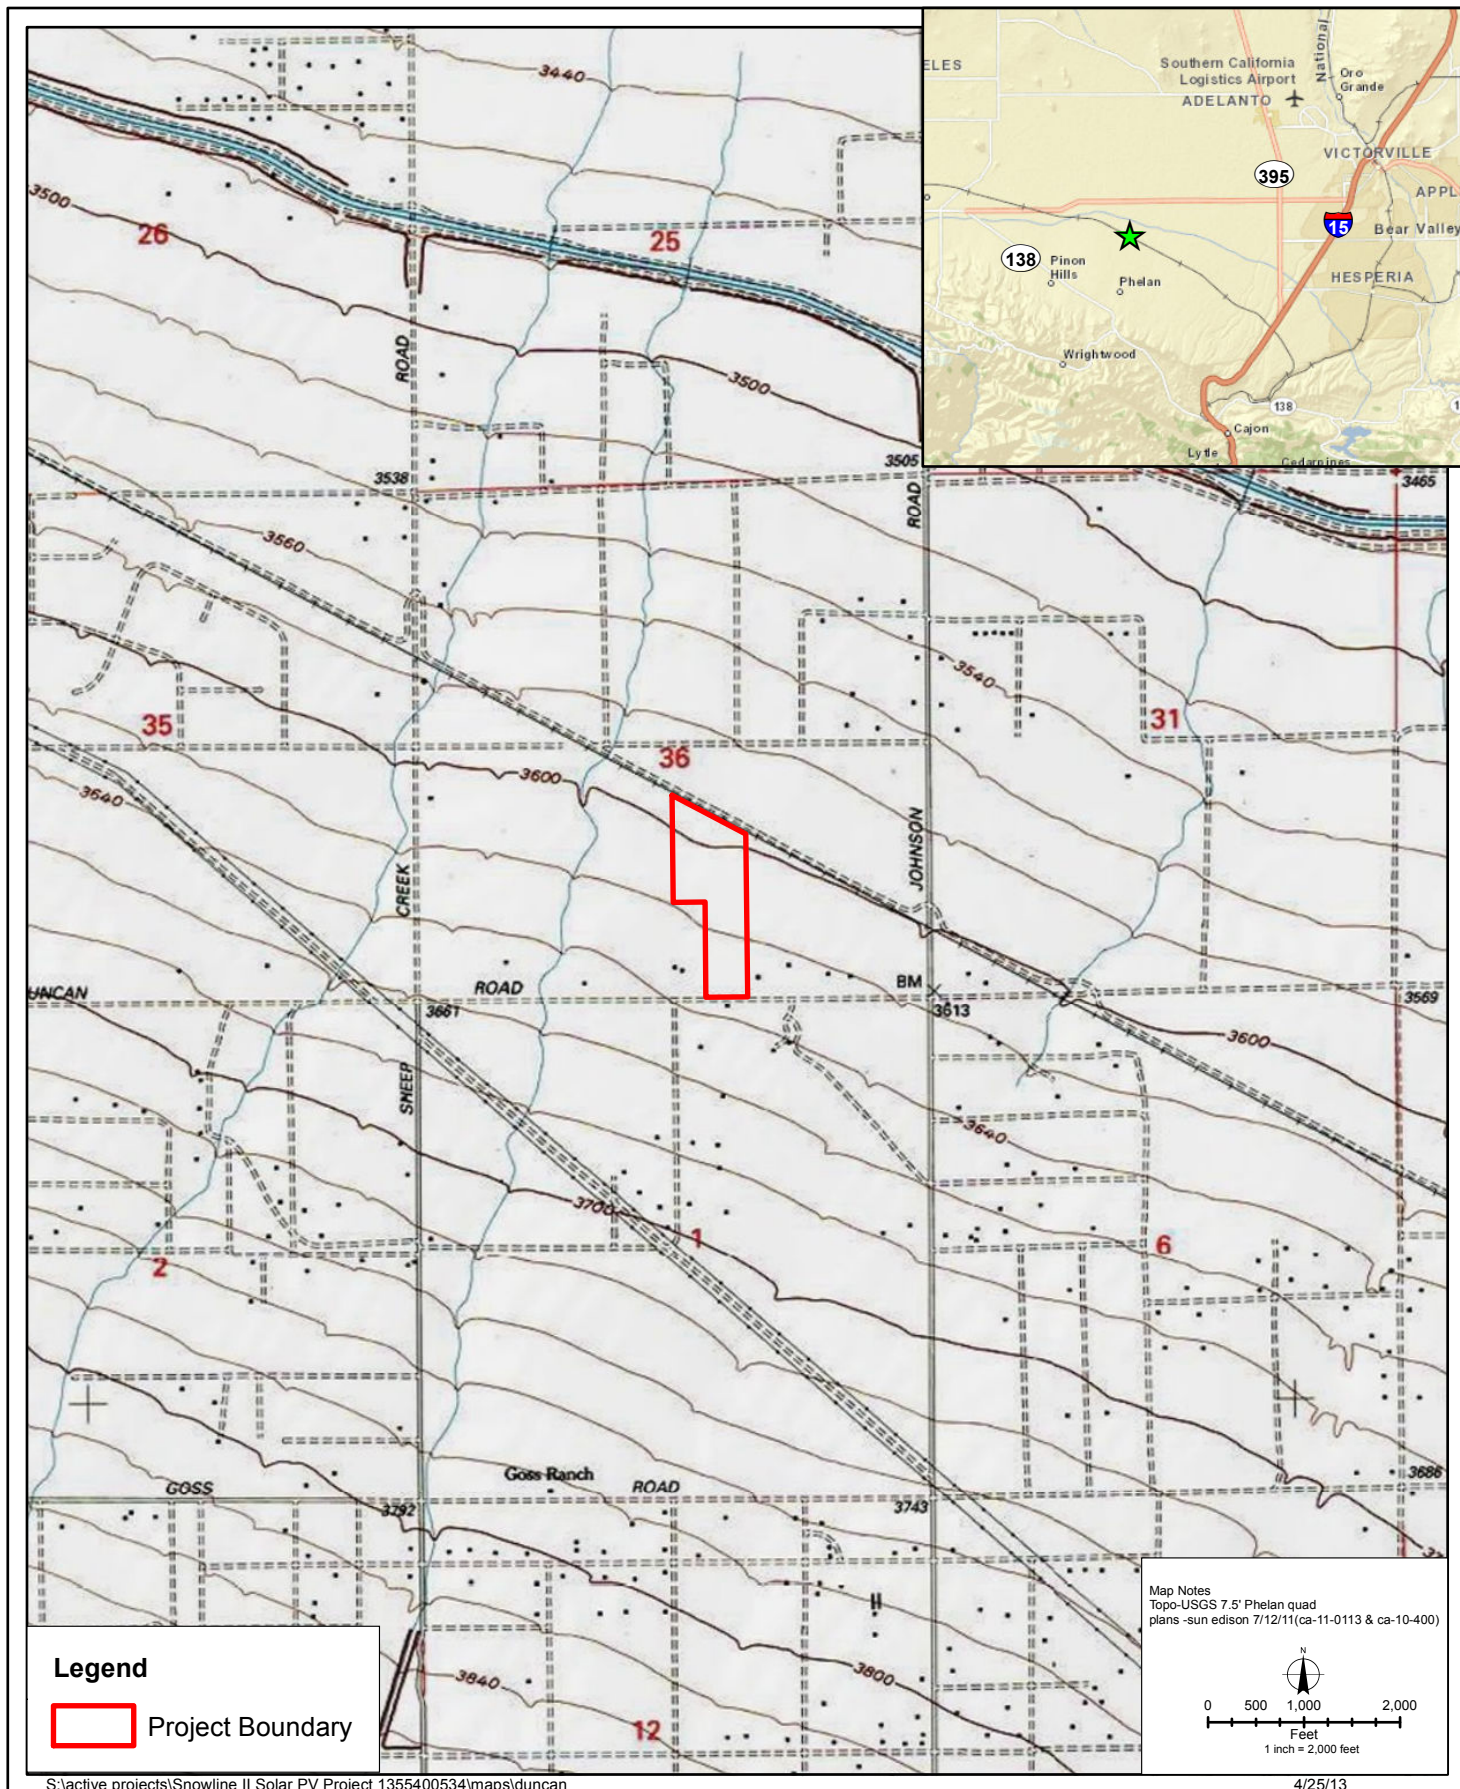 3440
3500
26
25
ROAD
3500
3538
3505
ROAD
3465
3560
3540
35
36
31
3600
3640
CREEK
JOHNSON
UNCAN
ROAD
BM
3661
3613
3569
3600
SHEEP
3640
3700
1
2
6
Goss Ranch
GOSS
ROAD
3792
3743
3686
3840
3800
12
ELES
Southern California
Logistics Airport
ADELANTO
National
Oro
Grande
VICTORVILLE
395
APPL
15
Bear Valley
138
Pinon
Hills
Phelan
HESPERIA
Wrightwood
138
1
Cajon
Lytle
Cedarpines
Legend
Project Boundary
Map Notes
Topo-USGS 7.5' Phelan quad
plans -sun edison 7/12/11(ca-11-0113 & ca-10-400)
N
0 500 1,000 2,000
Feet
1 inch = 2,000 feet
S:\active projects\Snowline II Solar PV Project 1355400534\maps\duncan
4/25/13